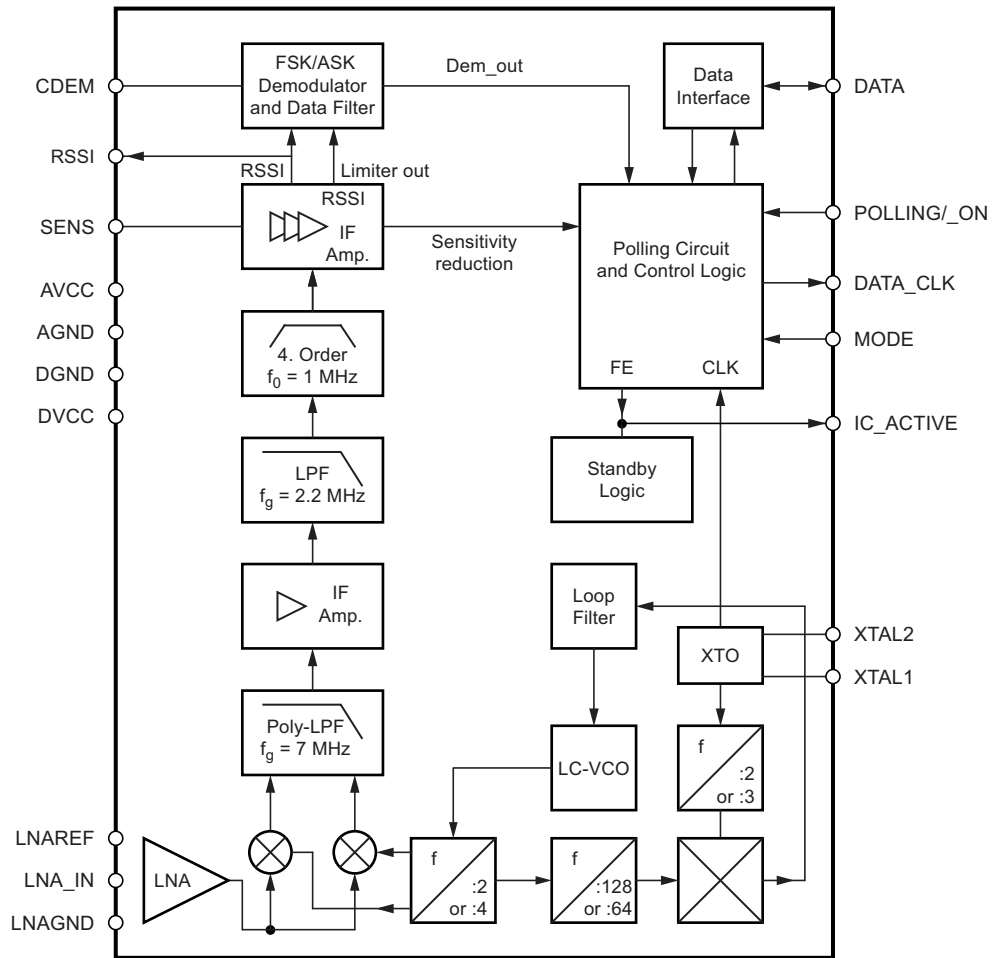 CDEM
RSSI
SENS
AVCC
AGND
DGND
DVCC
LNAREF
LNA_IN
LNAGND
FSK/ASK
Demodulator
and Data Filter
Dem_out
RSSI
Limiter out
RSSI
IF
Amp.
Sensitivity
reduction
4. Order
f0 = 1 MHz
LPF
fg = 2.2 MHz
IF
Amp.
Poly-LPF
fg = 7 MHz
LNA
Data
Interface
Polling Circuit
and Control Logic
FE
CLK
Standby
Logic
Loop
Filter
XTO
LC-VCO
f
:2
or :3
f
:2
or :4
f
:128
or :64
DATA
POLLING/_ON
DATA_CLK
MODE
IC_ACTIVE
XTAL2
XTAL1